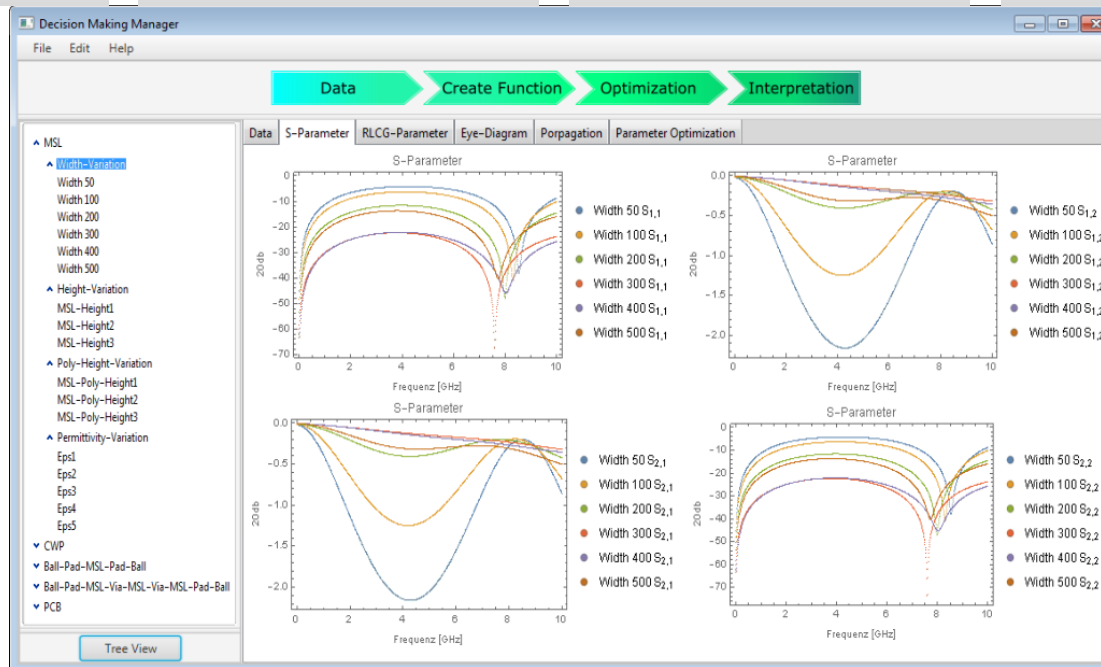 Decision Making Manager
File Edit Help
Data Create Function Optimization Interpretation
Data S-Parameter RLCG-Parameter Eye-Diagram Porpagation Parameter Optimization
MSL
Width-Variation
Width 50
Width 100
Width 200
Width 300
Width 400
Width 500
Height-Variation
MSL-Height1
MSL-Height2
MSL-Height3
Poly-Height-Variation
MSL-Poly-Height1
MSL-Poly-Height2
MSL-Poly-Height3
Permittivity-Variation
Eps1
Eps2
Eps3
Eps4
Eps5
CWP
Ball-Pad-MSL-Pad-Ball
Ball-Pad-MSL-Via-MSL-Via-MSL-Pad-Ball
PCB
Tree View
S-Parameter
20db
0
-10
-20
-30
-40
-50
-60
-70
0 2 4 6 8 10
Frequenz [GHz]
Width 50 S1,1
Width 100 S1,1
Width 200 S1,1
Width 300 S1,1
Width 400 S1,1
Width 500 S1,1
S-Parameter
20db
0.0
-0.5
-1.0
-1.5
-2.0
0 2 4 6 8 10
Frequenz [GHz]
Width 50 S1,2
Width 100 S1,2
Width 200 S1,2
Width 300 S1,2
Width 400 S1,2
Width 500 S1,2
S-Parameter
20db
0.0
-0.5
-1.0
-1.5
-2.0
0 2 4 6 8 10
Frequenz [GHz]
Width 50 S2,1
Width 100 S2,1
Width 200 S2,1
Width 300 S2,1
Width 400 S2,1
Width 500 S2,1
S-Parameter
20db
0
-10
-20
-30
-40
-50
-60
-70
0 2 4 6 8 10
Frequenz [GHz]
Width 50 S2,2
Width 100 S2,2
Width 200 S2,2
Width 300 S2,2
Width 400 S2,2
Width 500 S2,2